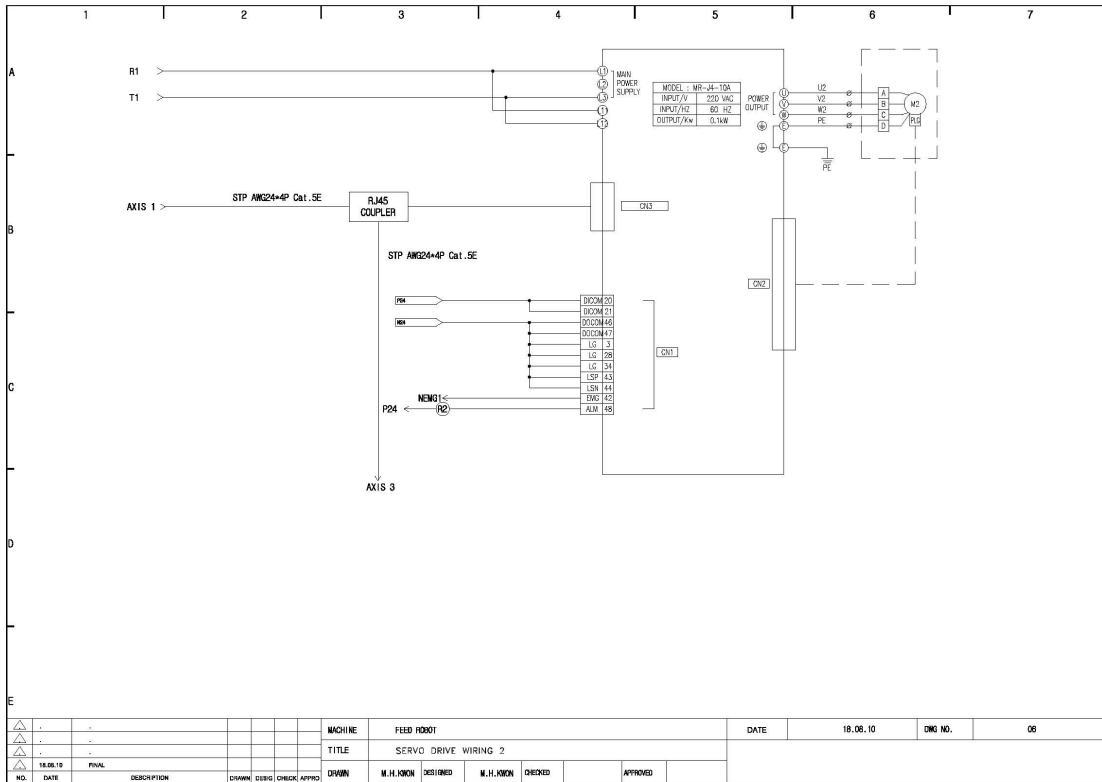 1 2 3 4 5 6 7
A
B
C
D
E
R1
T1
L1
L2
L3
L11
MAIN
POWER
SUPPLY
MODEL : MR-J4-10A
INPUT/V 220 VAC
INPUT/HZ 60 HZ
OUTPUT/Kw 0.1kW
POWER
OUTPUT
U
V
W
E
E
U2
V2
W2
PE
PE
A
B
C
D
M2
PLG
AXIS 1
STP AWG24*4P Cat.5E
RJ45
COUPLER
CN3
STP AWG24*4P Cat.5E
CN2
P24
N24
DICOM 20
DICOM 21
DOCOM 46
DOCOM 47
LG 3
LG 28
LG 34
LSP 43
LSN 44
EMG 42
ALM 48
CN1
NEMG1
P24
R2
AXIS 3
MACHINE FEED ROBOT DATE 18.08.10 DWG NO. 06
TITLE SERVO DRIVE WIRING 2
18.08.10 FINAL
NO. DATE DESCRIPTION DRAWN DESIG CHECK APPRO
DRAWN M.H.KWON DESIGNED M.H.KWON CHECKED APPROVED